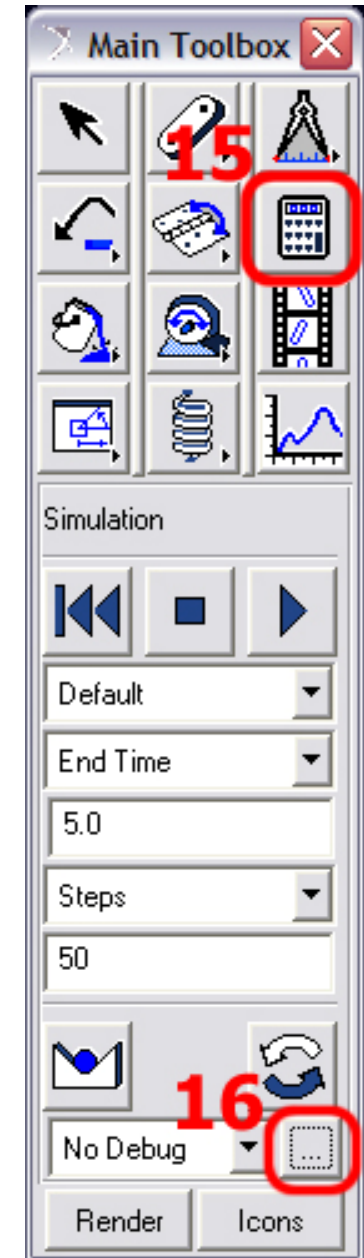 Main Toolbox
15
Simulation
Default
End Time
5.0
Steps
50
16
No Debug
...
Render
Icons